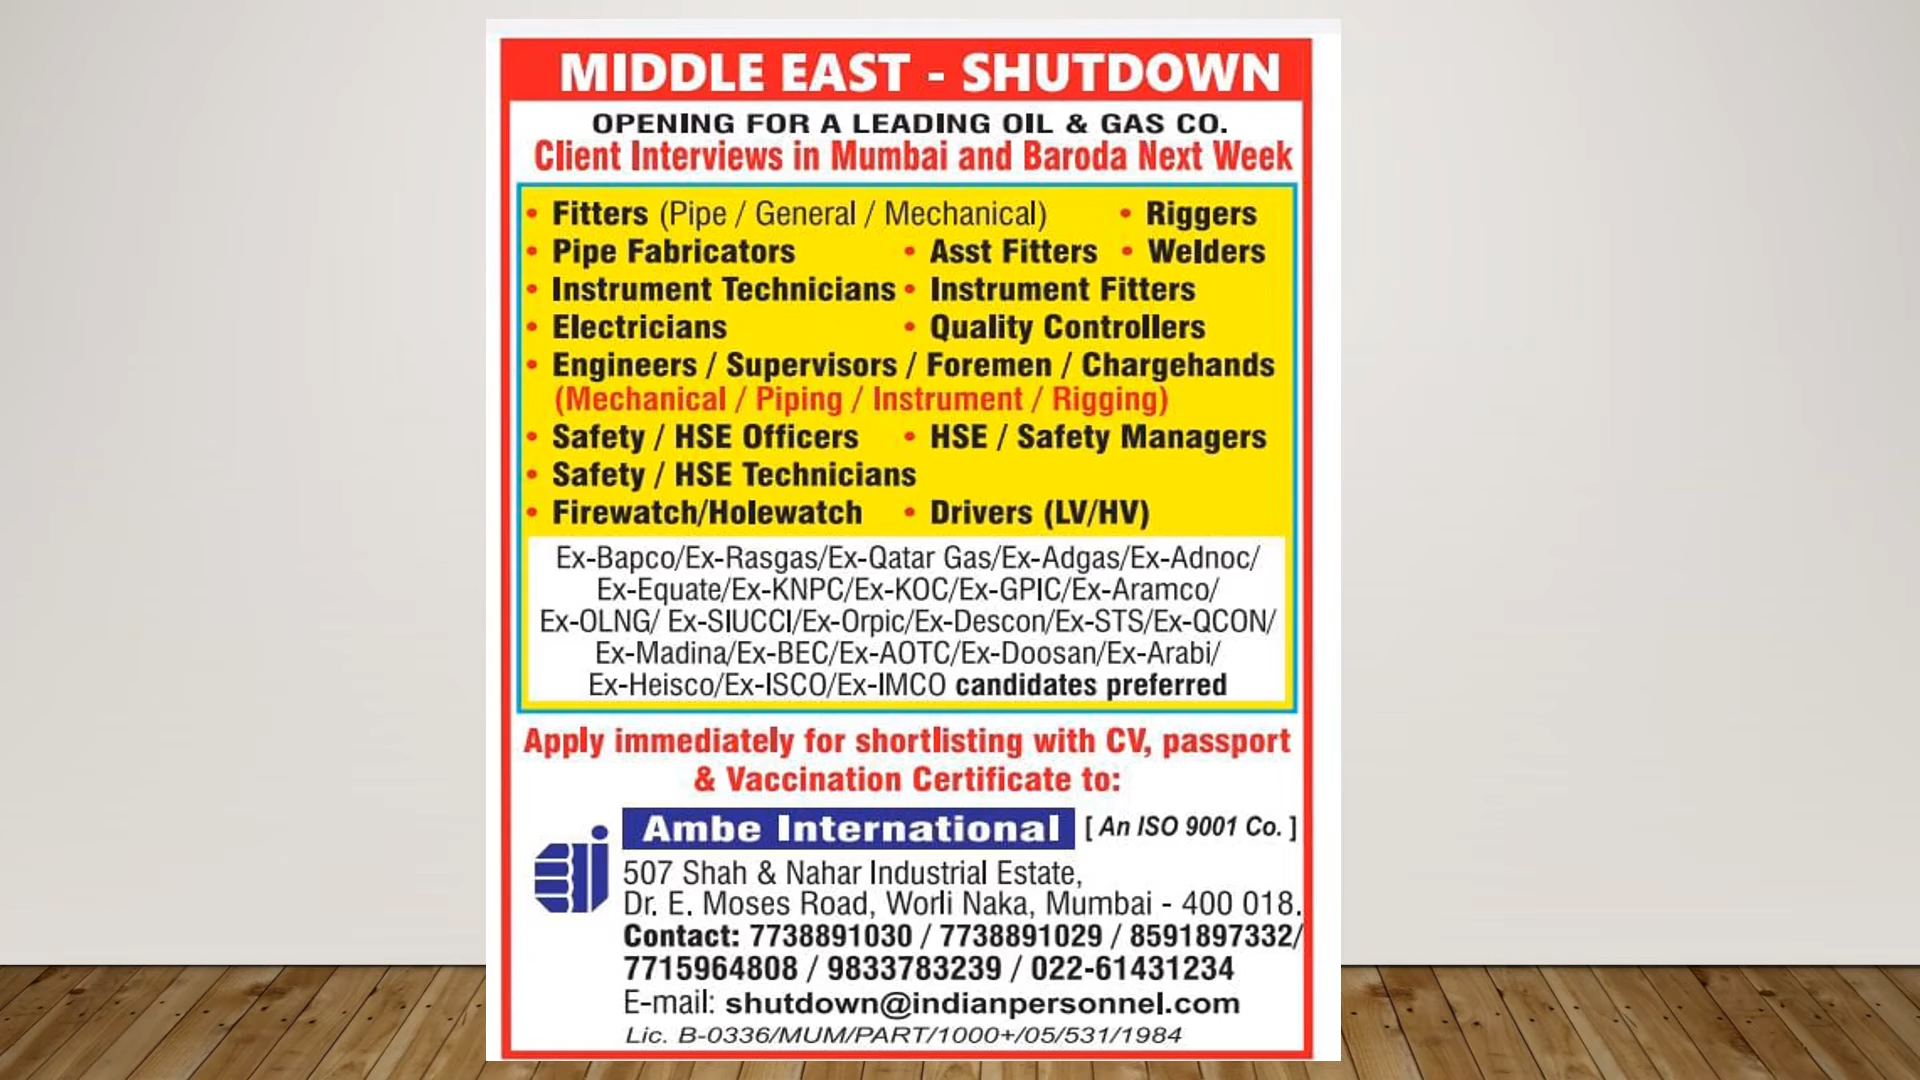 MIDDLE EAST - SHUTDOWN
OPENING FOR A LEADING OIL & GAS CO.
Client Interviews in Mumbai and Baroda Next Week
• Fitters (Pipe / General / Mechanical) • Riggers
• Pipe Fabricators • Asst Fitters • Welders
• Instrument Technicians • Instrument Fitters
• Electricians • Quality Controllers
• Engineers / Supervisors / Foremen / Chargehands
(Mechanical / Piping / Instrument / Rigging)
• Safety / HSE Officers • HSE / Safety Managers
• Safety / HSE Technicians
• Firewatch/Holewatch • Drivers (LV/HV)
Ex-Bapco/Ex-Rasgas/Ex-Qatar Gas/Ex-Adgas/Ex-Adnoc/
Ex-Equate/Ex-KNPC/Ex-KOC/Ex-GPIC/Ex-Aramco/
Ex-OLNG/ Ex-SIUCCI/Ex-Orpic/Ex-Descon/Ex-STS/Ex-QCON/
Ex-Madina/Ex-BEC/Ex-AOTC/Ex-Doosan/Ex-Arabi/
Ex-Heisco/Ex-ISCO/Ex-IMCO candidates preferred
Apply immediately for shortlisting with CV, passport
& Vaccination Certificate to:
Ambe International [ An ISO 9001 Co. ]
507 Shah & Nahar Industrial Estate,
Dr. E. Moses Road, Worli Naka, Mumbai - 400 018.
Contact: 7738891030 / 7738891029 / 8591897332/
7715964808 / 9833783239 / 022-61431234
E-mail: shutdown@indianpersonnel.com
Lic. B-0336/MUM/PART/1000+/05/531/1984